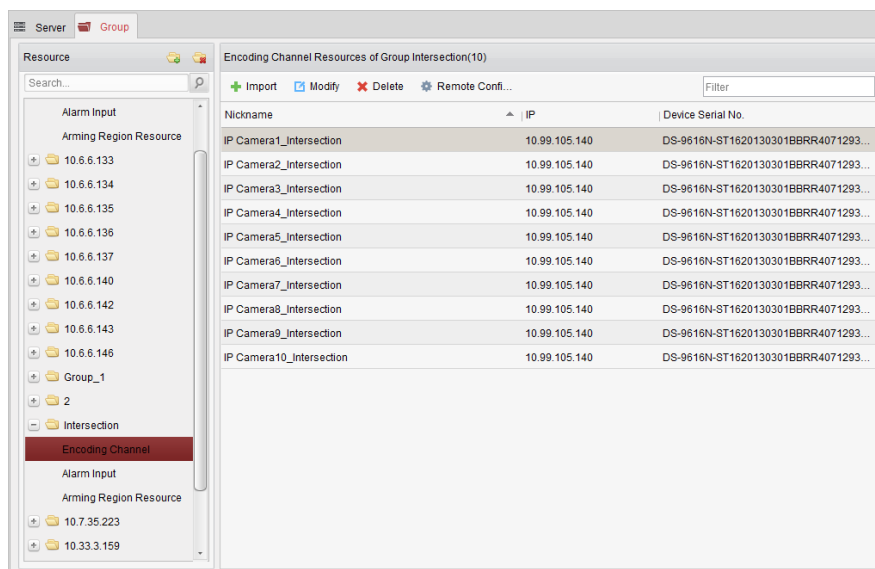 Server Group
Resource
Search...
Alarm Input
Arming Region Resource
10.6.6.133
10.6.6.134
10.6.6.135
10.6.6.136
10.6.6.137
10.6.6.140
10.6.6.142
10.6.6.143
10.6.6.146
Group_1
2
Intersection
Encoding Channel
Alarm Input
Arming Region Resource
10.7.35.223
10.33.3.159
Encoding Channel Resources of Group Intersection(10)
Import Modify Delete Remote Confi... Filter
Nickname IP Device Serial No.
IP Camera1_Intersection 10.99.105.140 DS-9616N-ST1620130301BBRR4071293...
IP Camera2_Intersection 10.99.105.140 DS-9616N-ST1620130301BBRR4071293...
IP Camera3_Intersection 10.99.105.140 DS-9616N-ST1620130301BBRR4071293...
IP Camera4_Intersection 10.99.105.140 DS-9616N-ST1620130301BBRR4071293...
IP Camera5_Intersection 10.99.105.140 DS-9616N-ST1620130301BBRR4071293...
IP Camera6_Intersection 10.99.105.140 DS-9616N-ST1620130301BBRR4071293...
IP Camera7_Intersection 10.99.105.140 DS-9616N-ST1620130301BBRR4071293...
IP Camera8_Intersection 10.99.105.140 DS-9616N-ST1620130301BBRR4071293...
IP Camera9_Intersection 10.99.105.140 DS-9616N-ST1620130301BBRR4071293...
IP Camera10_Intersection 10.99.105.140 DS-9616N-ST1620130301BBRR4071293...